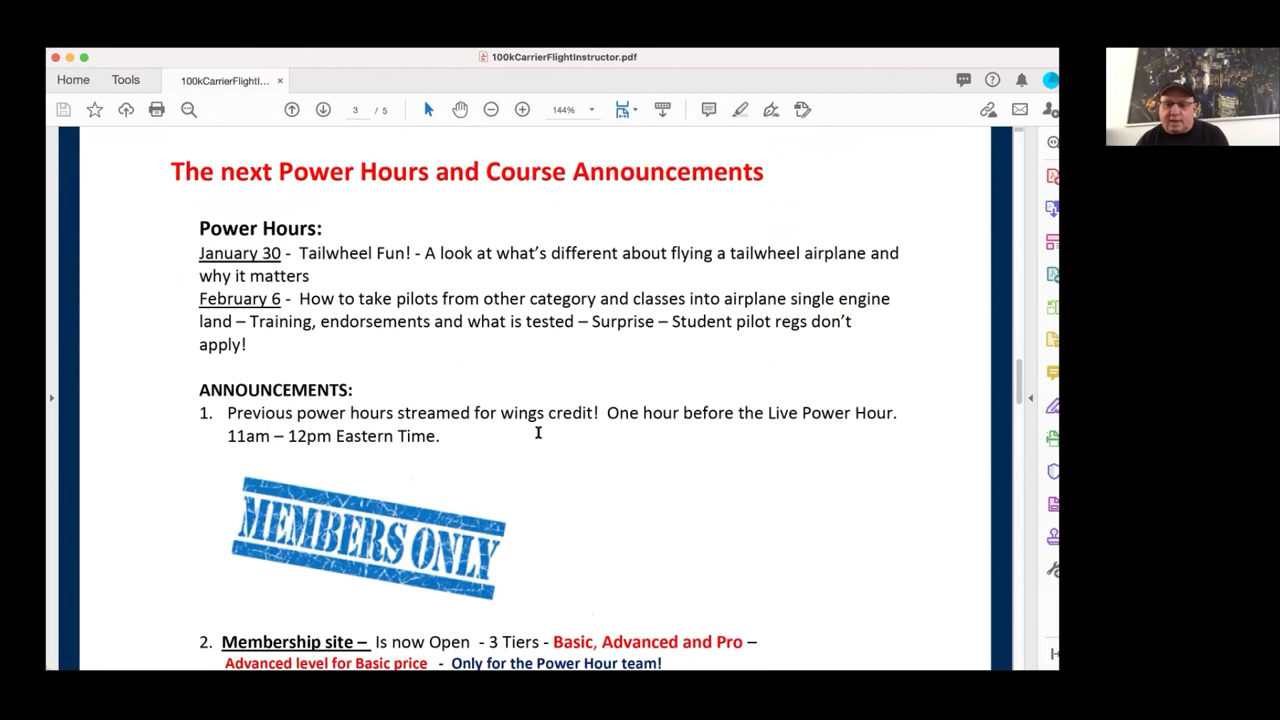 100kCarrierFlightInstructor.pdf
Home Tools 100kCarrierFlightI... ×
3 / 5 144%
The next Power Hours and Course Announcements
Power Hours:
January 30 - Tailwheel Fun! - A look at what's different about flying a tailwheel airplane and
why it matters
February 6 - How to take pilots from other category and classes into airplane single engine
land – Training, endorsements and what is tested – Surprise – Student pilot regs don't
apply!
ANNOUNCEMENTS:
1. Previous power hours streamed for wings credit! One hour before the Live Power Hour.
11am – 12pm Eastern Time.
MEMBERS ONLY
2. Membership site – Is now Open - 3 Tiers - Basic, Advanced and Pro –
Advanced level for Basic price - Only for the Power Hour team!